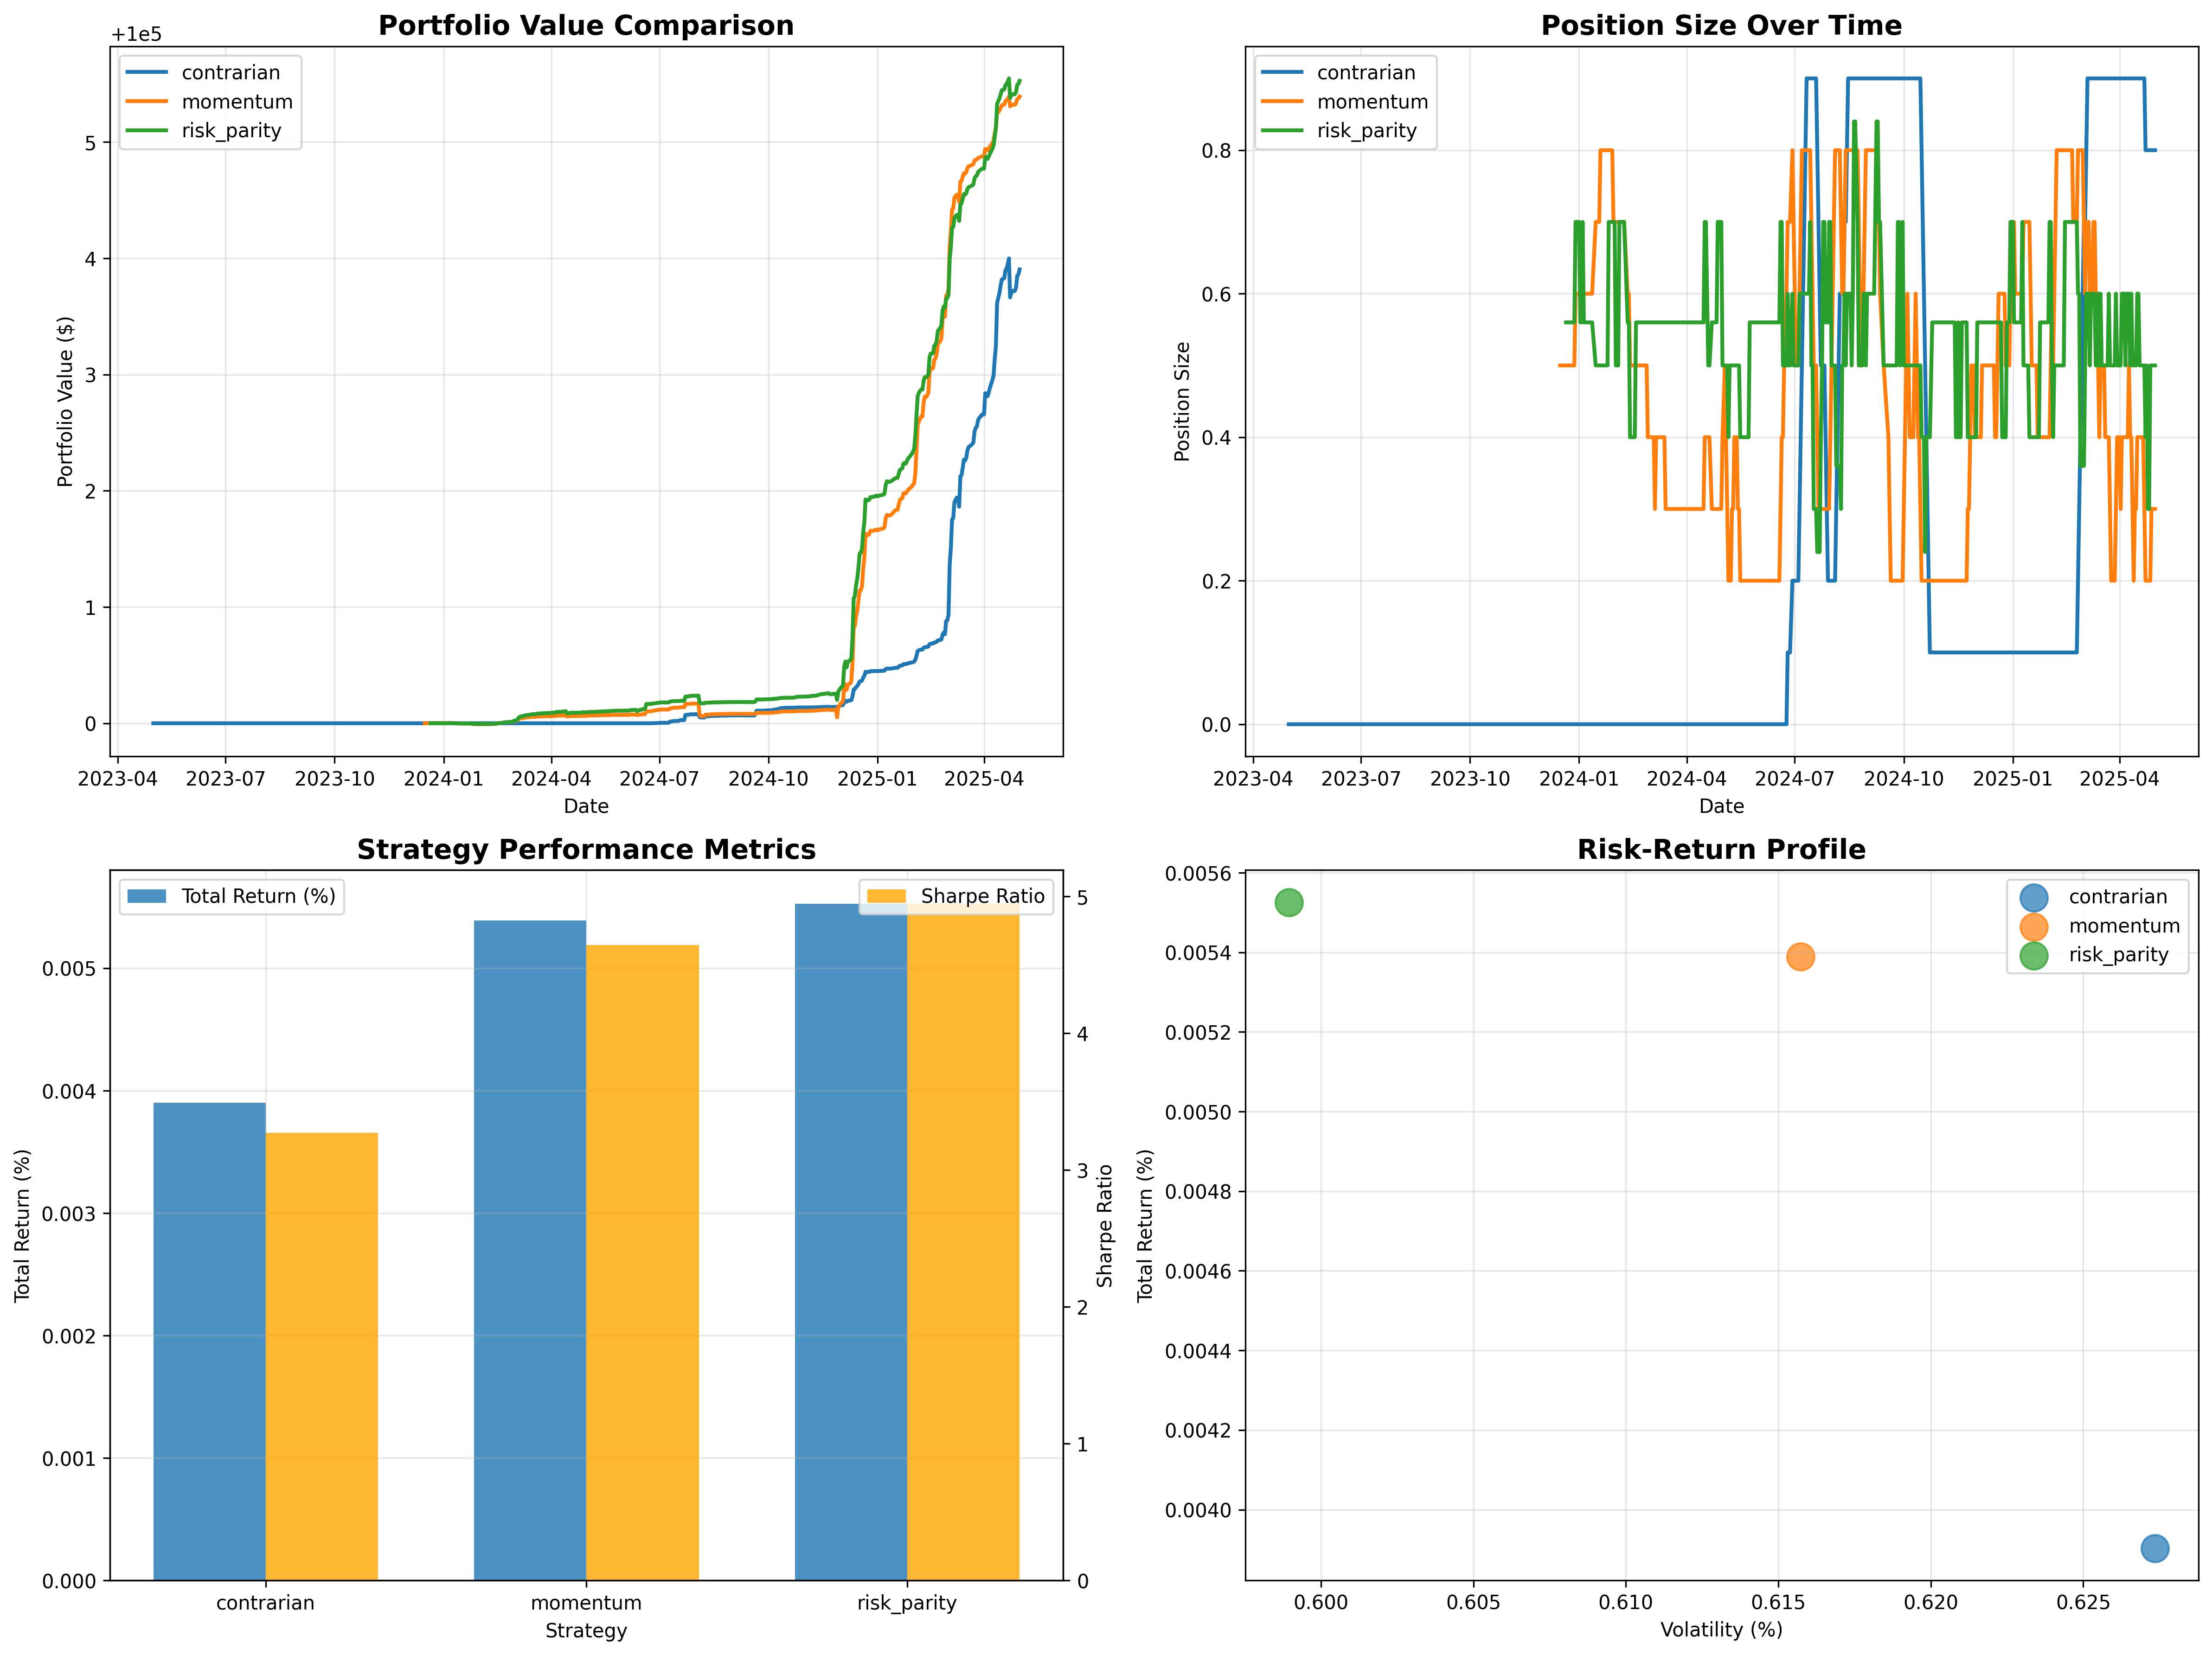 Portfolio Value Comparison
+1e5
contrarian
momentum
risk_parity
5
4
3
2
1
0
Portfolio Value ($)
2023-04 2023-07 2023-10 2024-01 2024-04 2024-07 2024-10 2025-01 2025-04
Date
Position Size Over Time
contrarian
momentum
risk_parity
0.8
0.6
0.4
0.2
0.0
Position Size
2023-04 2023-07 2023-10 2024-01 2024-04 2024-07 2024-10 2025-01 2025-04
Date
Strategy Performance Metrics
Total Return (%)
Sharpe Ratio
0.005
0.004
0.003
0.002
0.001
0.000
Total Return (%)
5
4
3
2
1
0
Sharpe Ratio
contrarian momentum risk_parity
Strategy
Risk-Return Profile
contrarian
momentum
risk_parity
0.0056
0.0054
0.0052
0.0050
0.0048
0.0046
0.0044
0.0042
0.0040
Total Return (%)
0.600 0.605 0.610 0.615 0.620 0.625
Volatility (%)